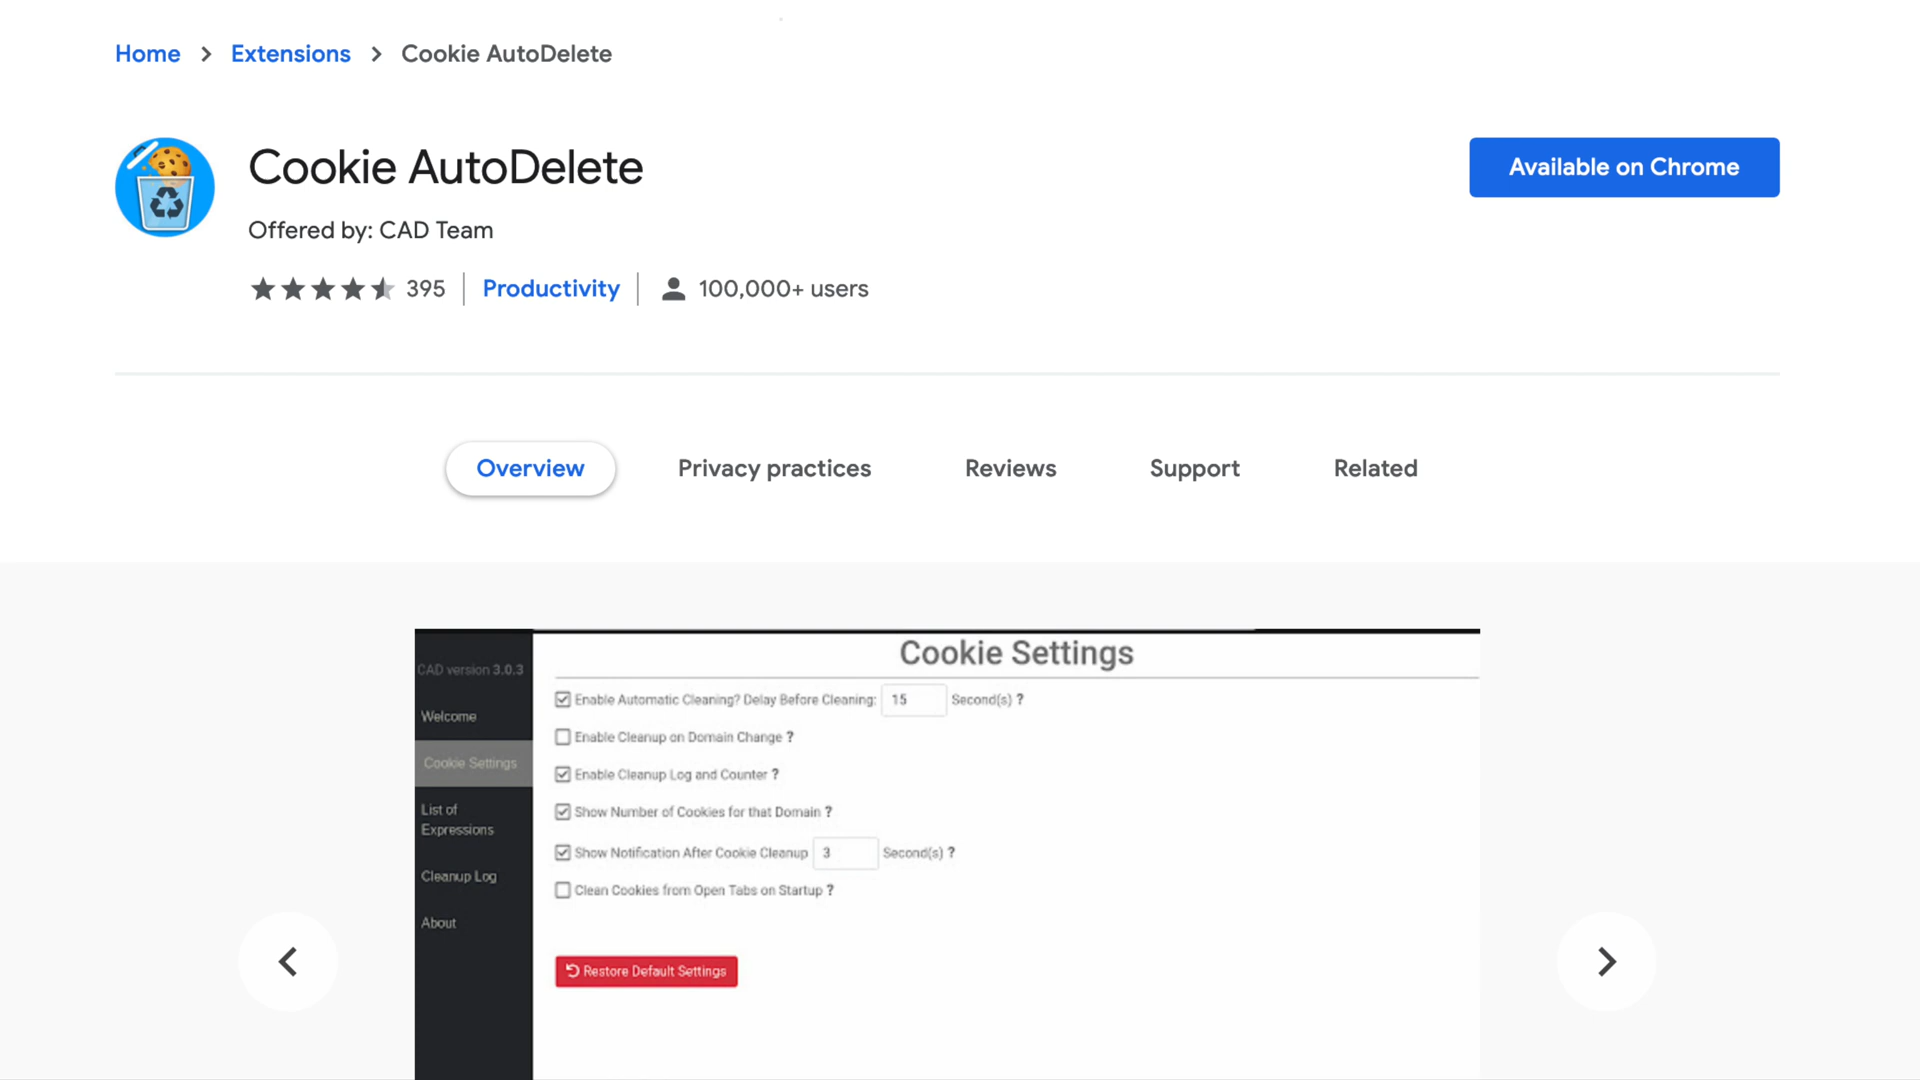 Home > Extensions > Cookie AutoDelete
Cookie AutoDelete
Available on Chrome
Offered by: CAD Team
395 | Productivity | 100,000+ users
Overview Privacy practices Reviews Support Related
Cookie Settings
CAD version 3.0.3
Welcome
Cookie Settings
List of
Expressions
Cleanup Log
About
Enable Automatic Cleaning? Delay Before Cleaning: 15 Second(s) ?
Enable Cleanup on Domain Change ?
Enable Cleanup Log and Counter ?
Show Number of Cookies for that Domain ?
Show Notification After Cookie Cleanup 3 Second(s) ?
Clean Cookies from Open Tabs on Startup ?
Restore Default Settings